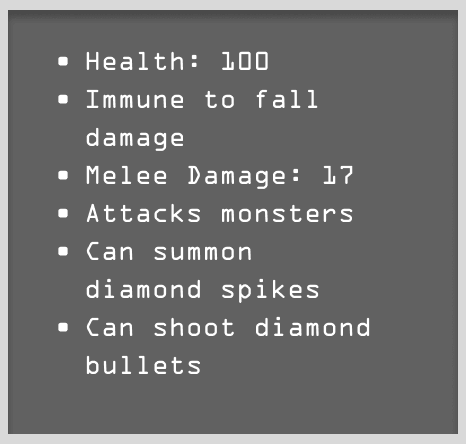 ▪ Health: 100
▪ Immune to fall
damage
▪ Melee Damage: 17
▪ Attacks monsters
▪ Can summon
diamond spikes
▪ Can shoot diamond
bullets